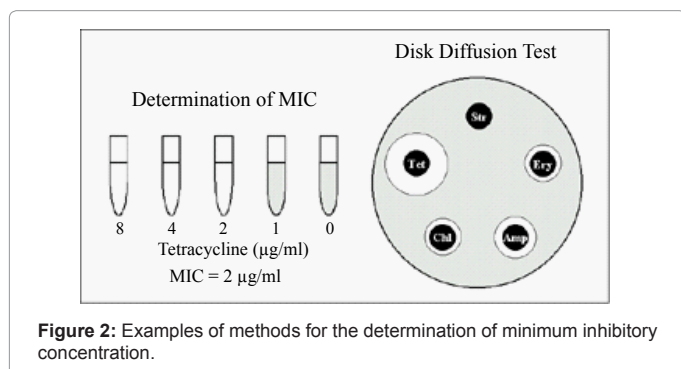 Disk Diffusion Test
Determination of MIC
Str
Tet
Ery
Chl
Amp
8 4 2 1 0
Tetracycline (µg/ml)
MIC = 2 µg/ml
Figure 2: Examples of methods for the determination of minimum inhibitory
concentration.